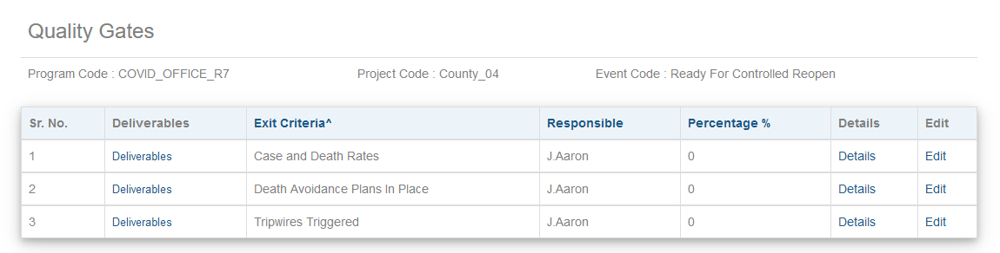 Quality Gates
Program Code : COVID_OFFICE_R7 Project Code : County_04 Event Code : Ready For Controlled Reopen
Sr. No. Deliverables Exit Criteria^ Responsible Percentage % Details Edit
1 Deliverables Case and Death Rates J.Aaron 0 Details Edit
2 Deliverables Death Avoidance Plans In Place J.Aaron 0 Details Edit
3 Deliverables Tripwires Triggered J.Aaron 0 Details Edit